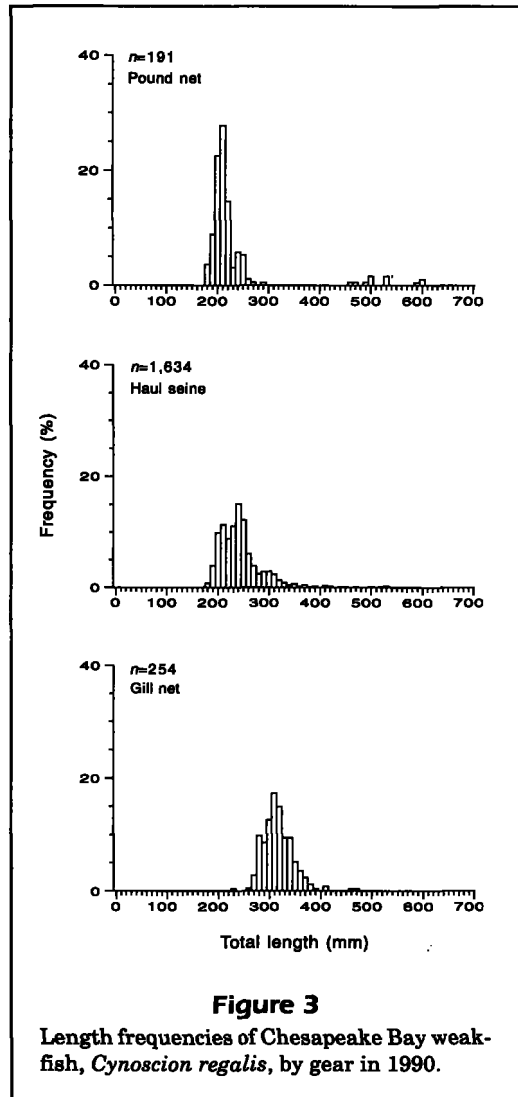 n=191
Pound net
40
20
0
0 100 200 300 400 500 600 700
n=1,634
Haul seine
40
20
0
0 100 200 300 400 500 600 700
Frequency (%)
n=254
Gill net
40
20
0
0 100 200 300 400 500 600 700
Total length (mm)
Figure 3
Length frequencies of Chesapeake Bay weak-
fish, Cynoscion regalis, by gear in 1990.